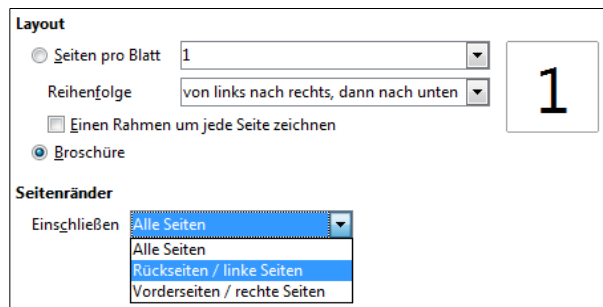 Layout
Seiten pro Blatt 1
1
Reihenfolge von links nach rechts, dann nach unten
Einen Rahmen um jede Seite zeichnen
Broschüre
Seitenränder
Einschließen Alle Seiten
Alle Seiten
Rückseiten / linke Seiten
Vorderseiten / rechte Seiten